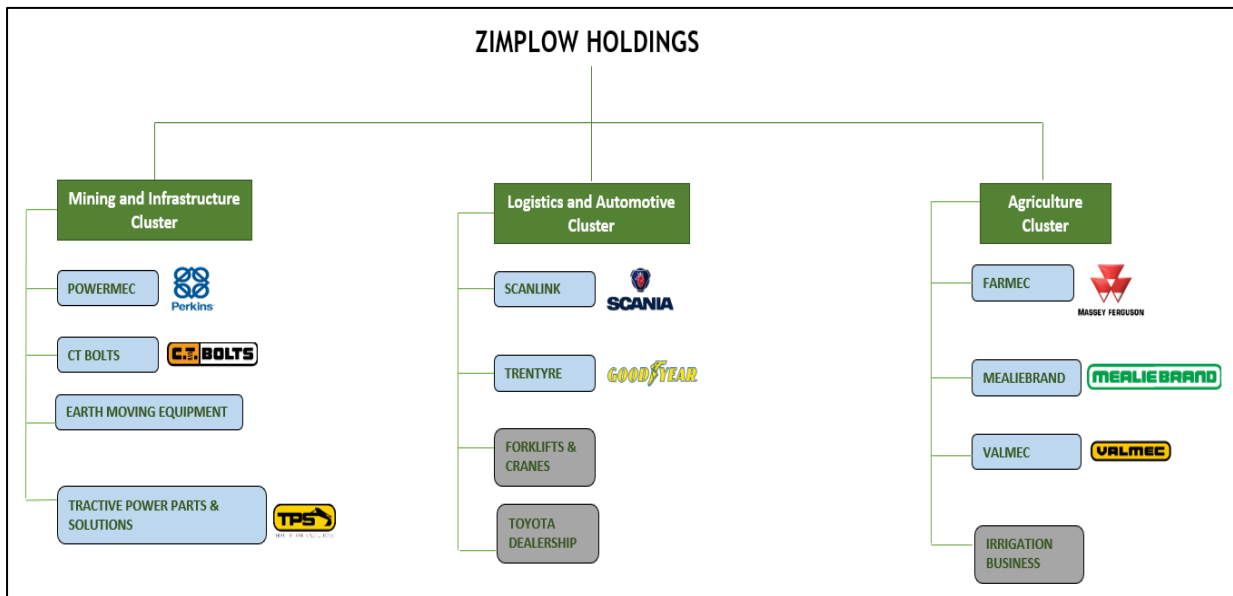 ZIMPLOW HOLDINGS
Mining and Infrastructure
Cluster
POWERMEC
Perkins
CT BOLTS
C.T. BOLTS
EARTH MOVING EQUIPMENT
TRACTIVE POWER PARTS &
SOLUTIONS
TPS
Logistics and Automotive
Cluster
SCANLINK
SCANIA
TRENTYRE
GOODYEAR
FORKLIFTS &
CRANES
TOYOTA
DEALERSHIP
Agriculture
Cluster
FARMEC
MASSEY FERGUSON
MEALIEBRAND
MEALIE BRAND
VALMEC
VALMEC
IRRIGATION
BUSINESS